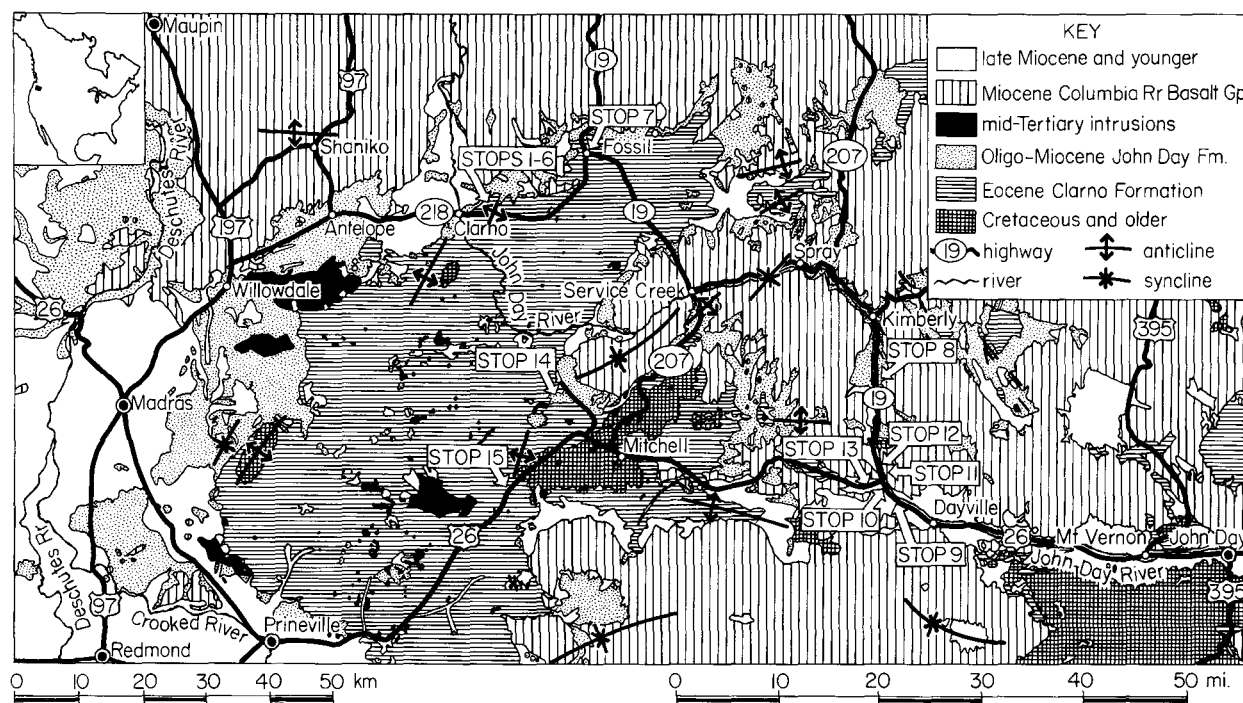 Maupin
97
19
KEY
late Miocene and younger
Miocene Columbia Rr Basalt Gp.
mid-Tertiary intrusions
Oligo-Miocene John Day Fm.
Eocene Clarno Formation
Cretaceous and older
19 highway
anticline
river
syncline
Deschutes River
Shaniko
STOP 7
Fossil
STOPS 1-6
207
197
Antelope
218
Clarno
19
Spray
John Day River
Service Creek
Willowdale
26
Kimberly
395
STOP 14
207
STOP 8
19
Madras
Mitchell
STOP 13
STOP 12
STOP 15
STOP 11
STOP 10
Dayville
STOP 9
26
Mt Vernon
John Day
John Day River
26
395
Deschutes Rr
97
Crooked River
Prineville
Redmond
0 10 20 30 40 50 km
0 10 20 30 40 50 mi.